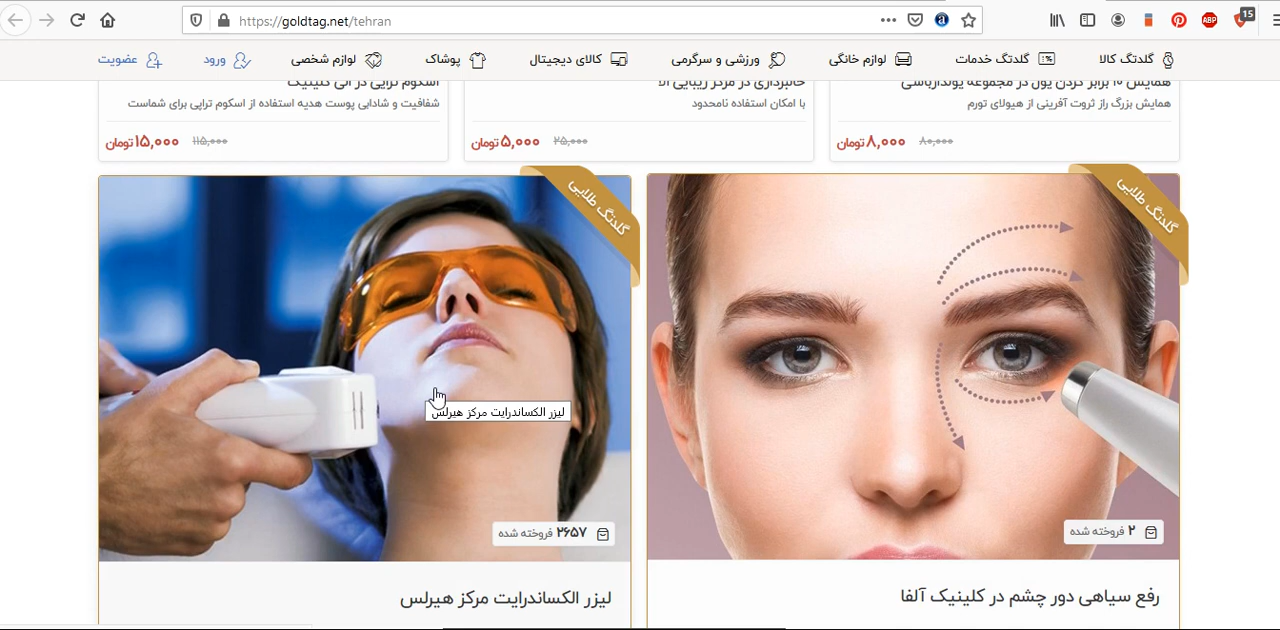 https://goldtag.net/tehran
ABP
15
گلدتگ کالا
گلدتگ خدمات
لوازم خانگی
ورزشی و سرگرمی
کالای دیجیتال
پوشاک
لوازم شخصی
ورود
عضویت
همایش بزرگ راز ثروت آفرینی از هیولای تورم
۸۰,۰۰۰ ۸,۰۰۰ تومان
با امکان استفاده نامحدود
۲۵,۰۰۰ ۵,۰۰۰ تومان
شفافیت و شادابی پوست هدیه استفاده از اسکوم تراپی برای شماست
۱۱۵,۰۰۰ ۱۵,۰۰۰ تومان
گلدتگ طلایی
۲ فروخته شده
رفع سیاهی دور چشم در کلینیک آلفا
گلدتگ طلایی
لیزر الکساندرایت مرکز هیرلس
۲۶۵۷ فروخته شده
لیزر الکساندرایت مرکز هیرلس